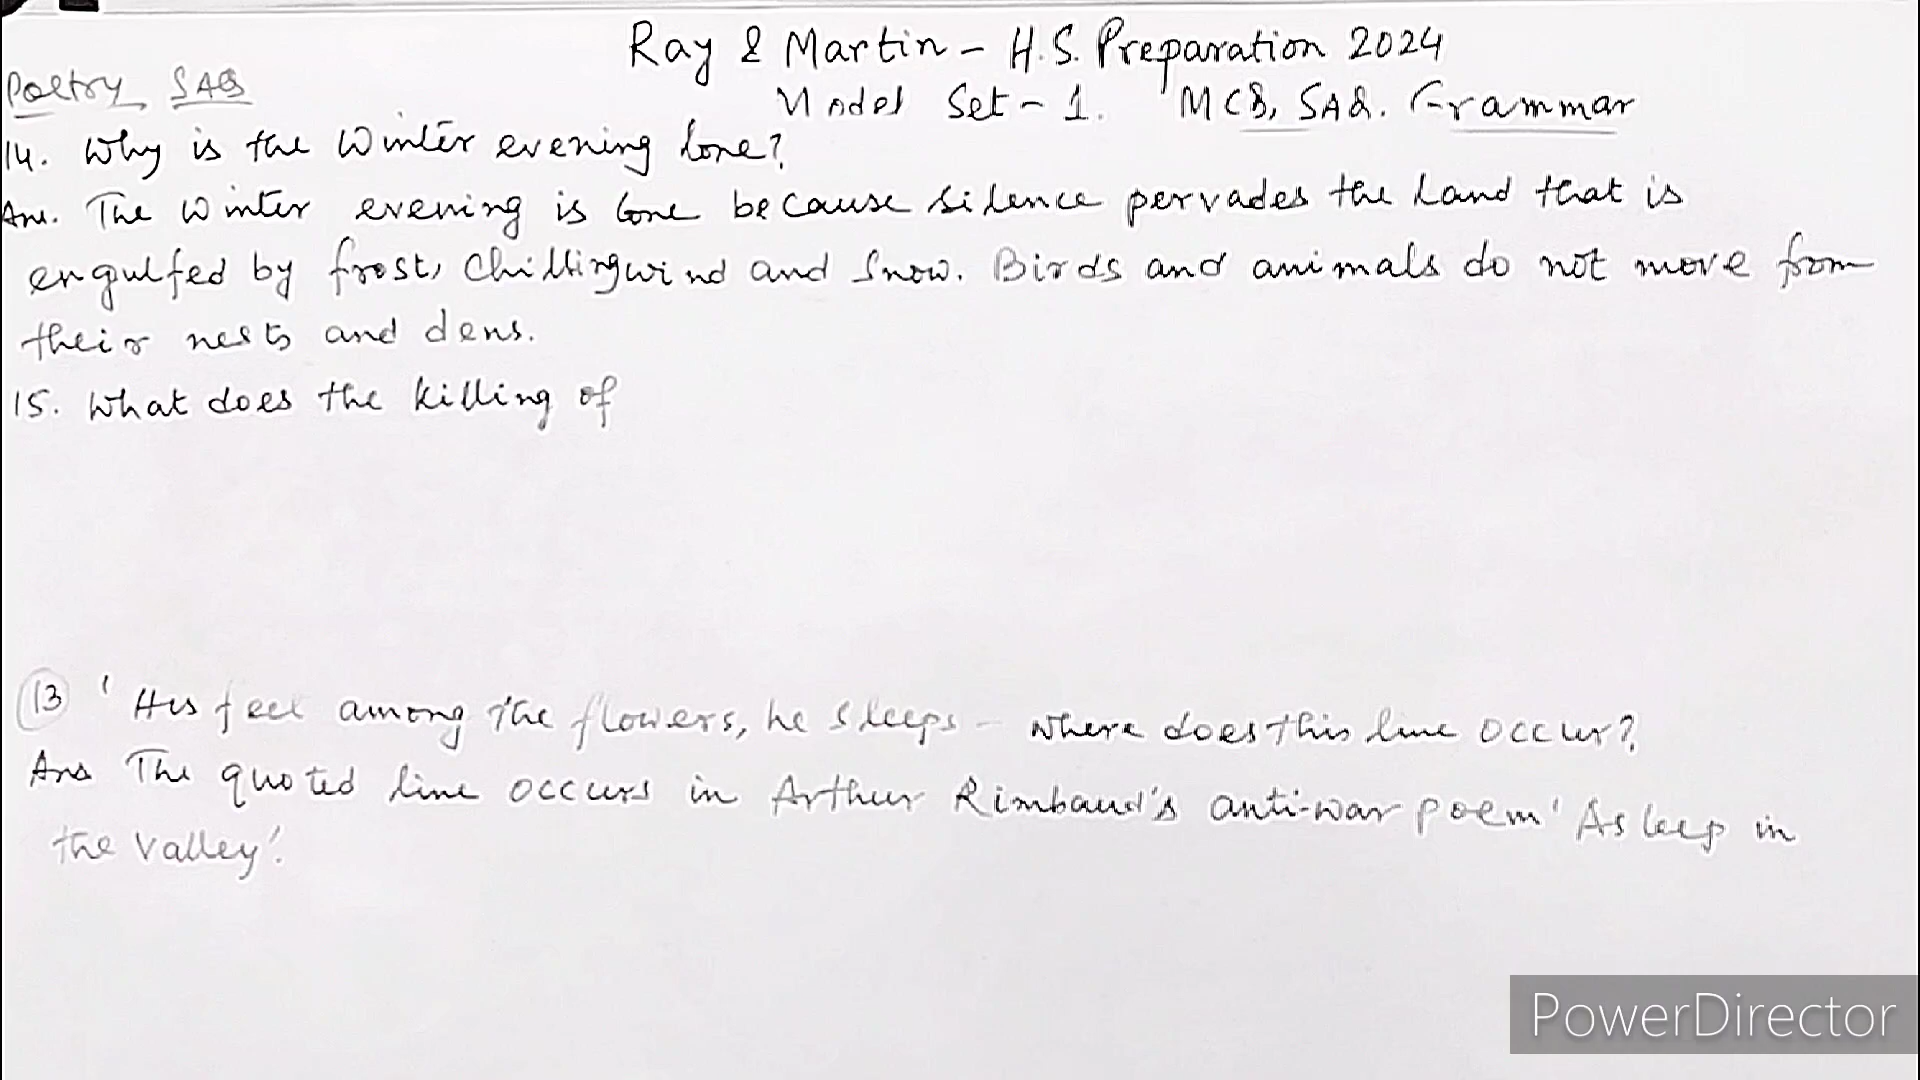 Ray & Martin - H.S. Preparation 2024
Poetry SAQ
Model Set - 1. MCQ, SAQ. Grammar
14. Why is the Winter evening lone?
Ans. The Winter evening is lone because silence pervades the land that is
engulfed by frost, Chilling wind and Snow. Birds and animals do not move from
their nests and dens.
15. What does the killing of
13 'His feet among the flowers, he sleeps - Where does this line occur?
Ans The quoted line occurs in Arthur Rimbaud's anti-war poem 'Asleep in
the Valley'.
PowerDirector